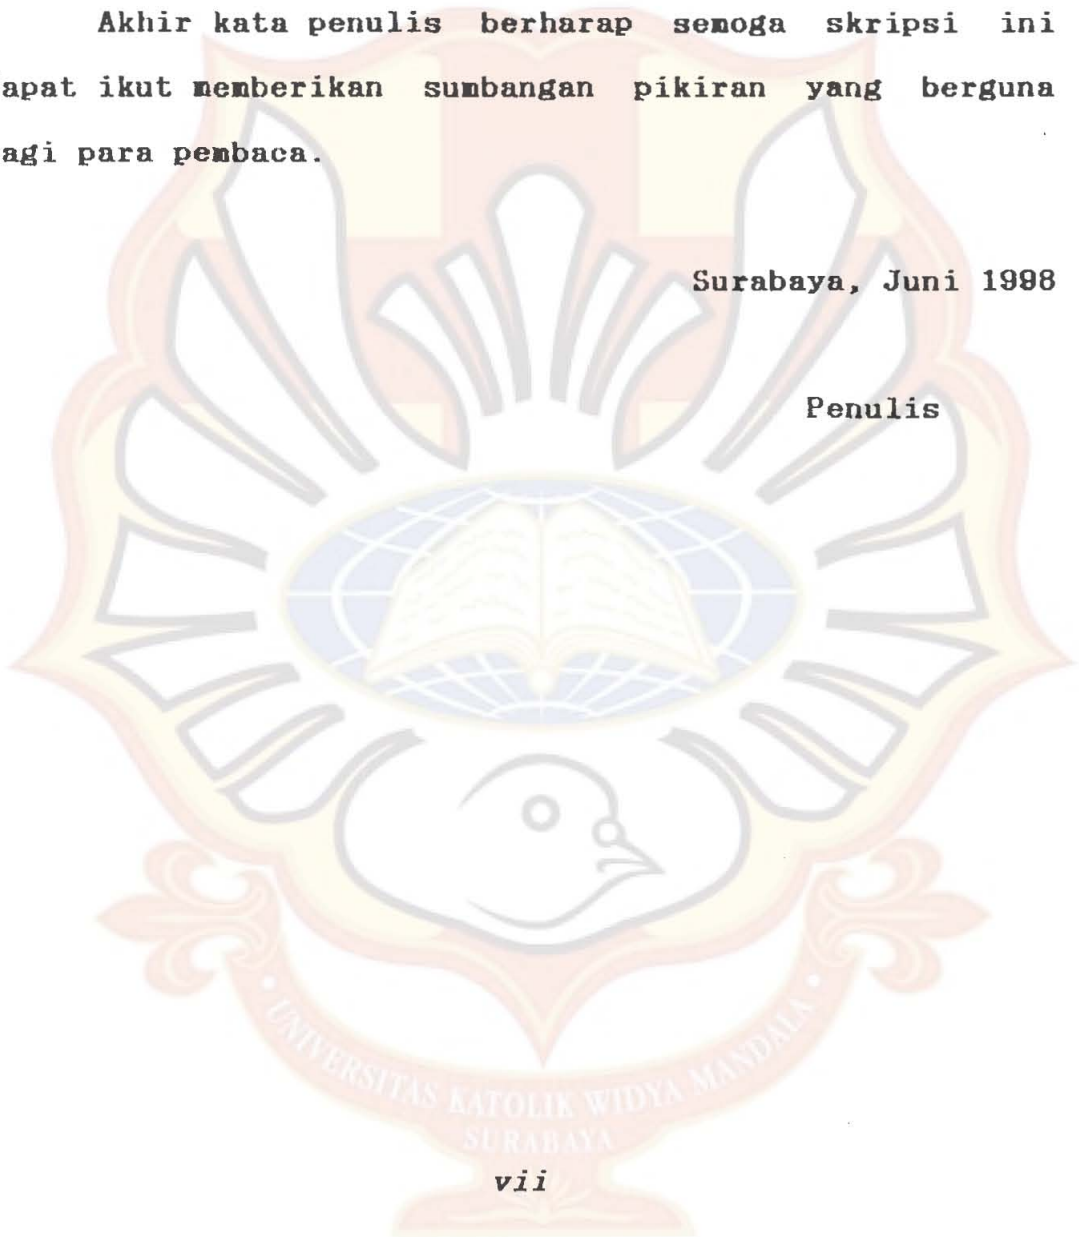 Akhir kata penulis berharap semoga skripsi ini
apat ikut memberikan sumbangan pikiran yang berguna
agi para pembaca.
Surabaya, Juni 1998
Penulis
UNIVERSITAS KATOLIK WIDYA MANDALA
SURABAYA
vii